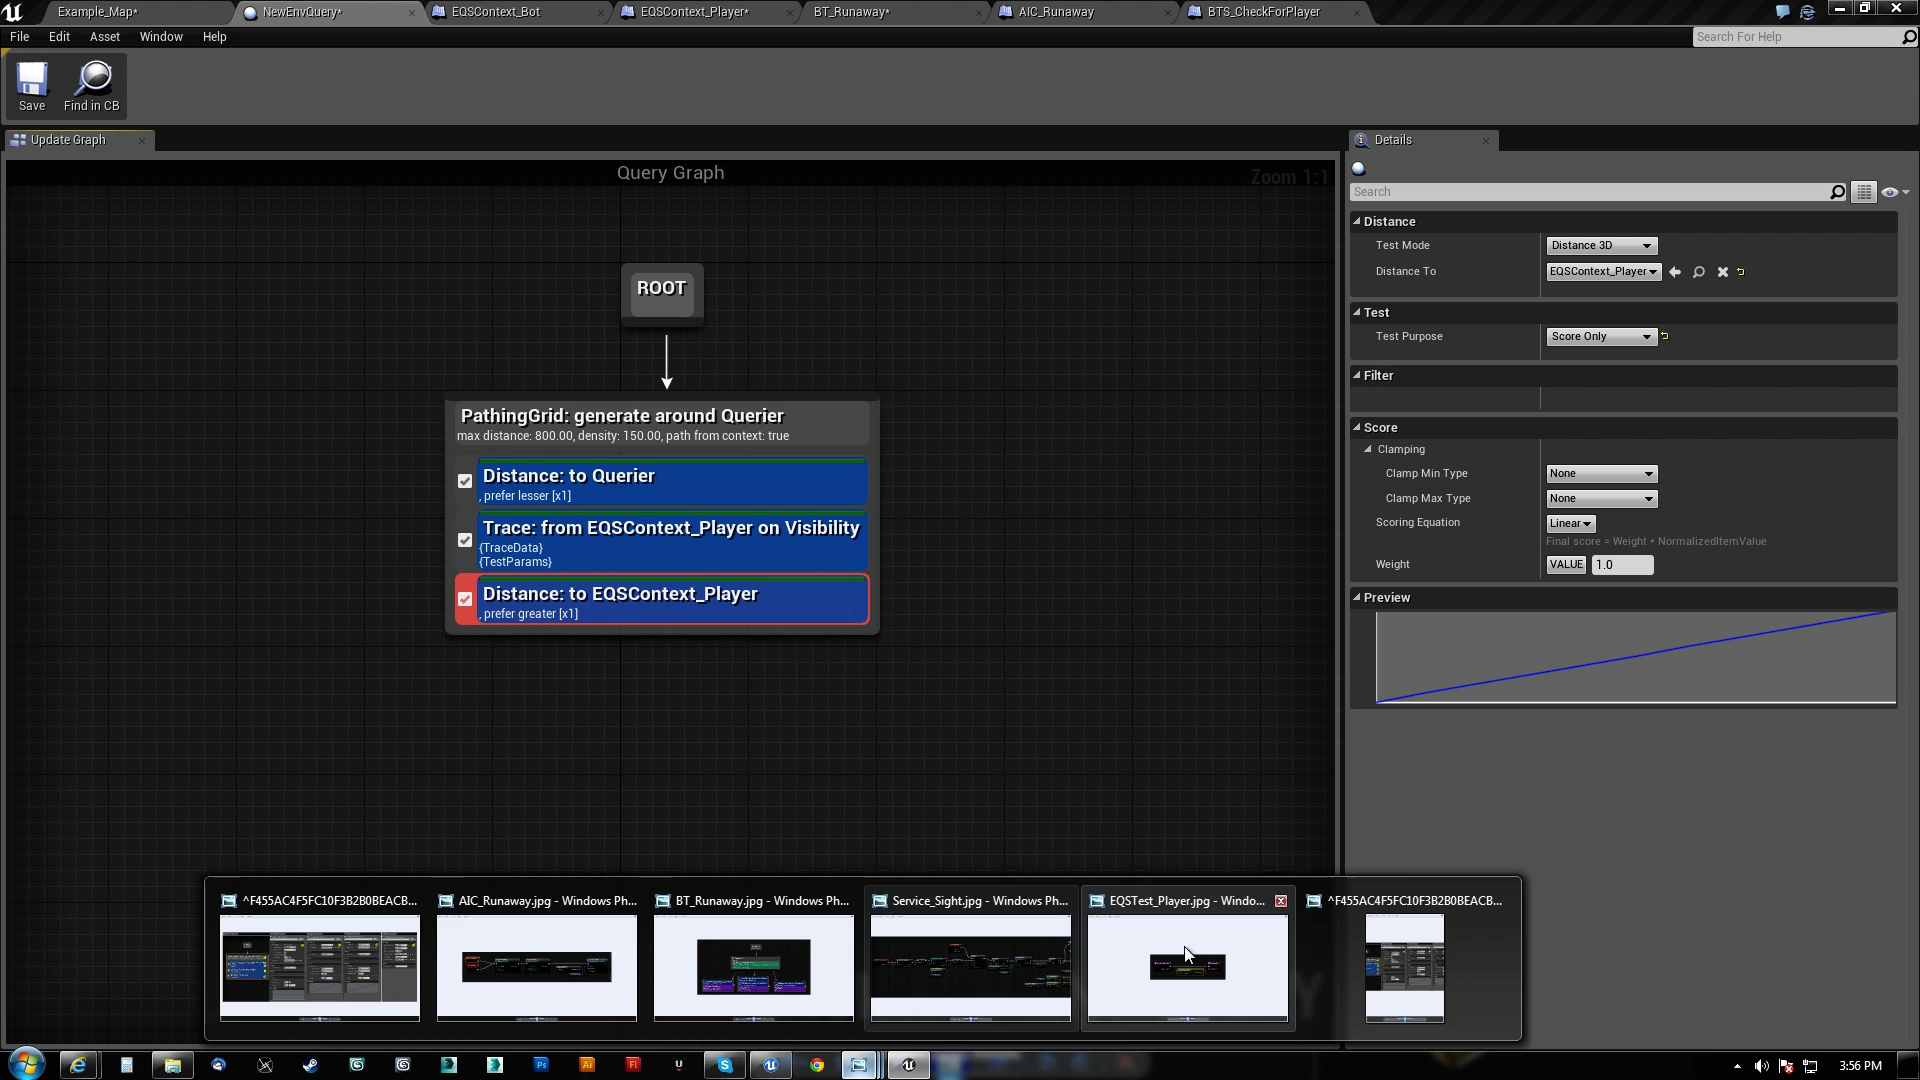 Example_Map*
NewEnvQuery*
EQSContext_Bot
EQSContext_Player*
BT_Runaway*
AIC_Runaway
BTS_CheckForPlayer
File Edit Asset Window Help
Search For Help
Save
Find in CB
Update Graph
Query Graph
Zoom 1:1
ROOT
PathingGrid: generate around Querier
max distance: 800.00, density: 150.00, path from context: true
Distance: to Querier
, prefer lesser [x1]
Trace: from EQSContext_Player on Visibility
{TraceData}
{TestParams}
Distance: to EQSContext_Player
, prefer greater [x1]
Details
Search
Distance
Test Mode
Distance 3D
Distance To
EQSContext_Player
Test
Test Purpose
Score Only
Filter
Score
Clamping
Clamp Min Type
None
Clamp Max Type
None
Scoring Equation
Linear
Final score = Weight * NormalizedItemValue
Weight
VALUE
1.0
Preview
^F455AC4F5FC10F3B2B0BEACB...
AIC_Runaway.jpg - Windows Ph...
BT_Runaway.jpg - Windows Ph...
Service_Sight.jpg - Windows Ph...
EQSTest_Player.jpg - Windo...
^F455AC4F5FC10F3B2B0BEACB...
Ps
Ai
Fl
3:56 PM